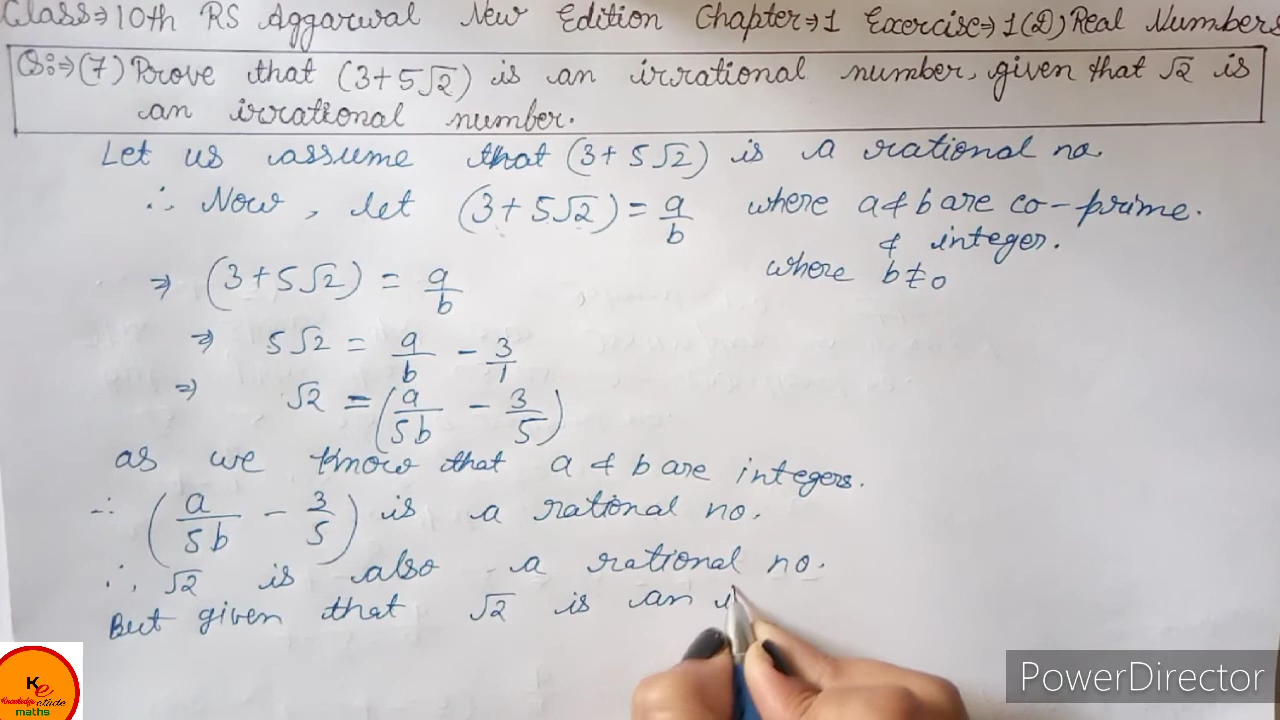 Class⇒10th RS Aggarwal New Edition Chapter⇒1 Exercise⇒1(D) Real Numbers
Q:⇒(7) Prove that (3+5√2) is an irrational number, given that √2 is
an irrational number.
Let us assume that (3+5√2) is a rational no.
∴ Now, let (3+5√2) = a/b where a & b are co-prime.
& integer.
where b≠0
⇒ (3+5√2) = a/b
⇒ 5√2 = a/b - 3/1
⇒ √2 = (a/5b - 3/5)
as we know that a & b are integers.
∴ (a/5b - 3/5) is a rational no.
∴ √2 is also a rational no.
But given that √2 is an
Ke
Knowledge etude
maths
PowerDirector